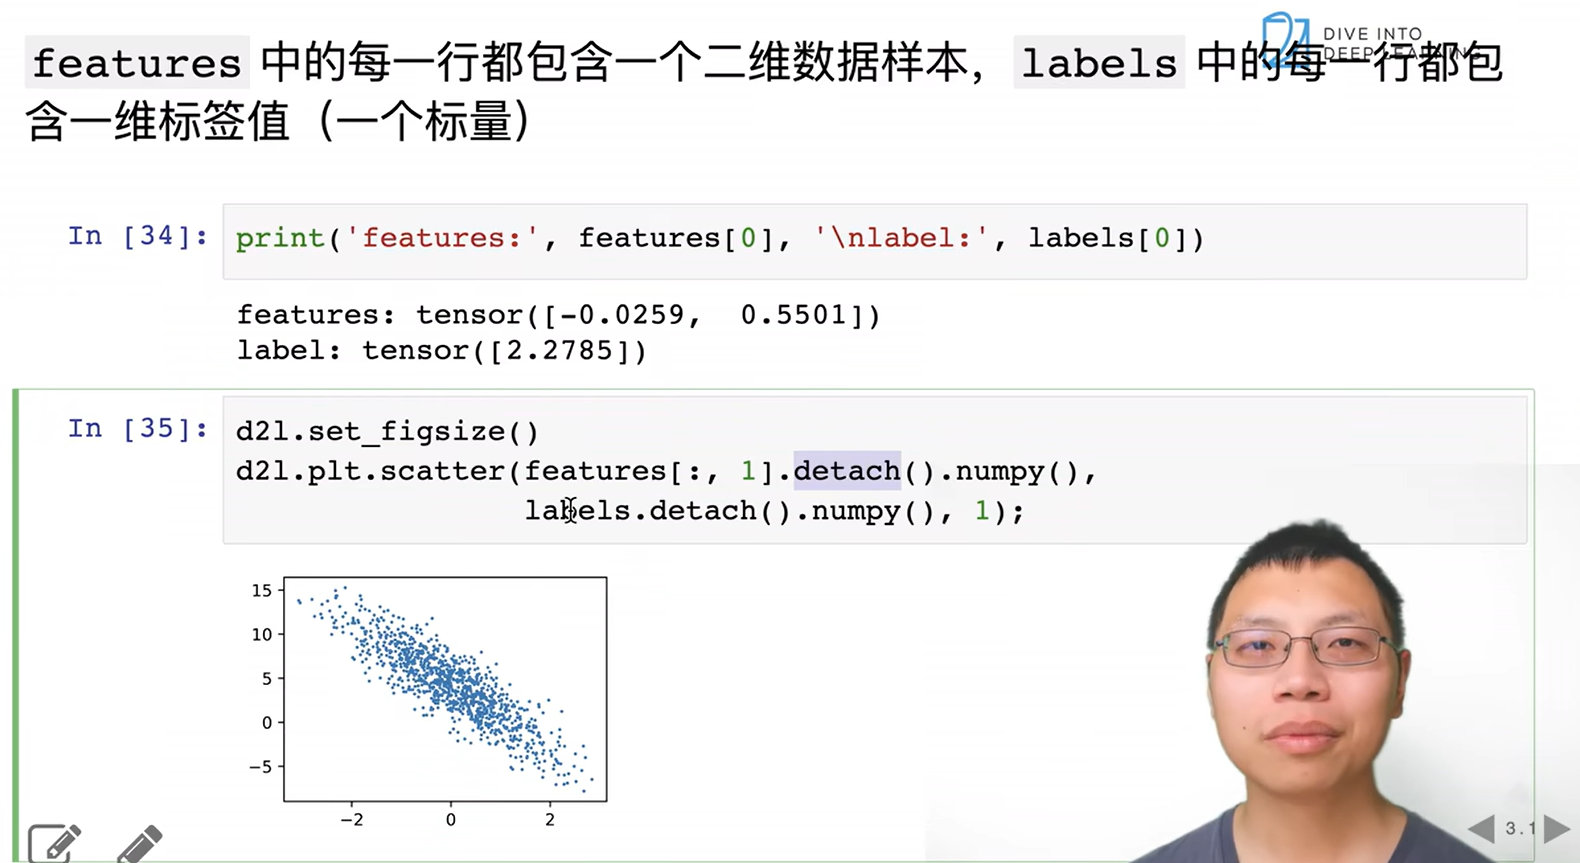 DIVE INTO
DEEP LEARNING
features 中的每一行都包含一个二维数据样本， labels 中的每一行都包
含一维标签值（一个标量）
In [34]: print('features:', features[0], '\nlabel:', labels[0])
features: tensor([-0.0259,  0.5501])
label: tensor([2.2785])
In [35]: d2l.set_figsize()
d2l.plt.scatter(features[:, 1].detach().numpy(),
labels.detach().numpy(), 1);
15
10
5
0
−5
−2 0 2
3.1